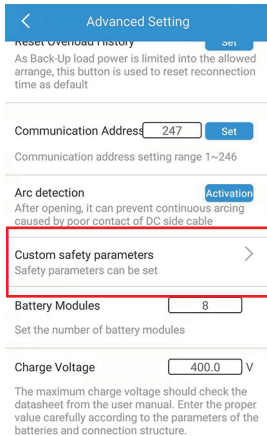 Advanced Setting
Reset Overload History Set
As Back-Up load power is limited into the allowed
arrange, this button is used to reset reconnection
time as default
Communication Address 247 Set
Communication address setting range 1~246
Arc detection Activation
After opening, it can prevent continuous arcing
caused by poor contact of DC side cable
Custom safety parameters
Safety parameters can be set
Battery Modules 8
Set the number of battery modules
Charge Voltage 400.0 V
The maximum charge voltage should check the
datasheet from the user manual. Enter the proper
value carefully according to the parameters of the
batteries and connection structure.